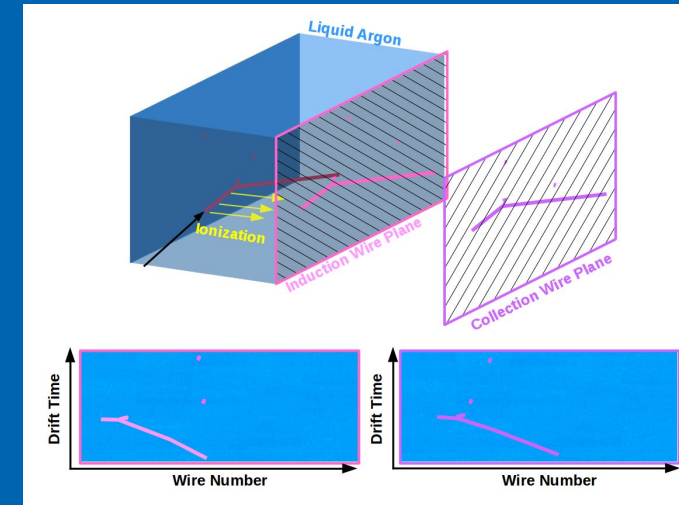 Liquid Argon
Ionization
Induction Wire Plane
Collection Wire Plane
Drift Time
Wire Number
Drift Time
Wire Number